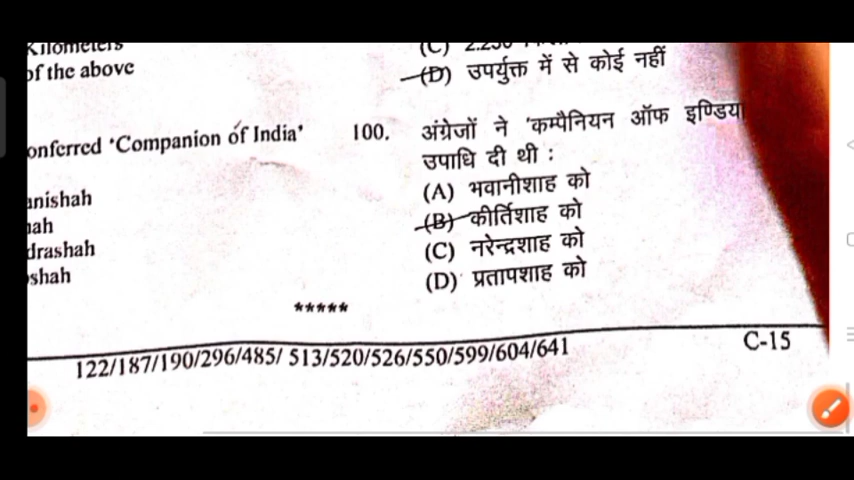 of the above
(D) उपर्युक्त में से कोई नहीं
onferred 'Companion of India'
100. अंग्रेजों ने 'कम्पैनियन ऑफ इण्डिया
उपाधि दी थी :
anishah
(A) भवानीशाह को
hah
(B) कीर्तिशाह को
drashah
(C) नरेन्द्रशाह को
shah
(D) प्रतापशाह को
*****
122/187/190/296/485/ 513/520/526/550/599/604/641
C-15